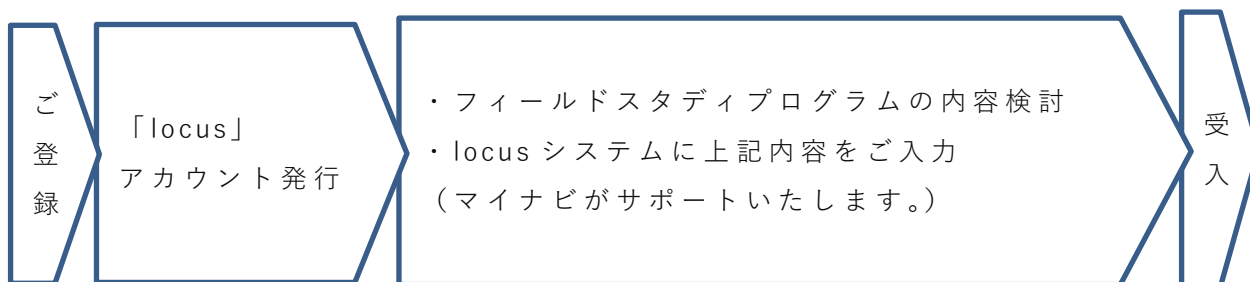 ご登録
「locus」
アカウント発行
・フィールドスタディプログラムの内容検討
・locusシステムに上記内容をご入力
（マイナビがサポートいたします。）
受入